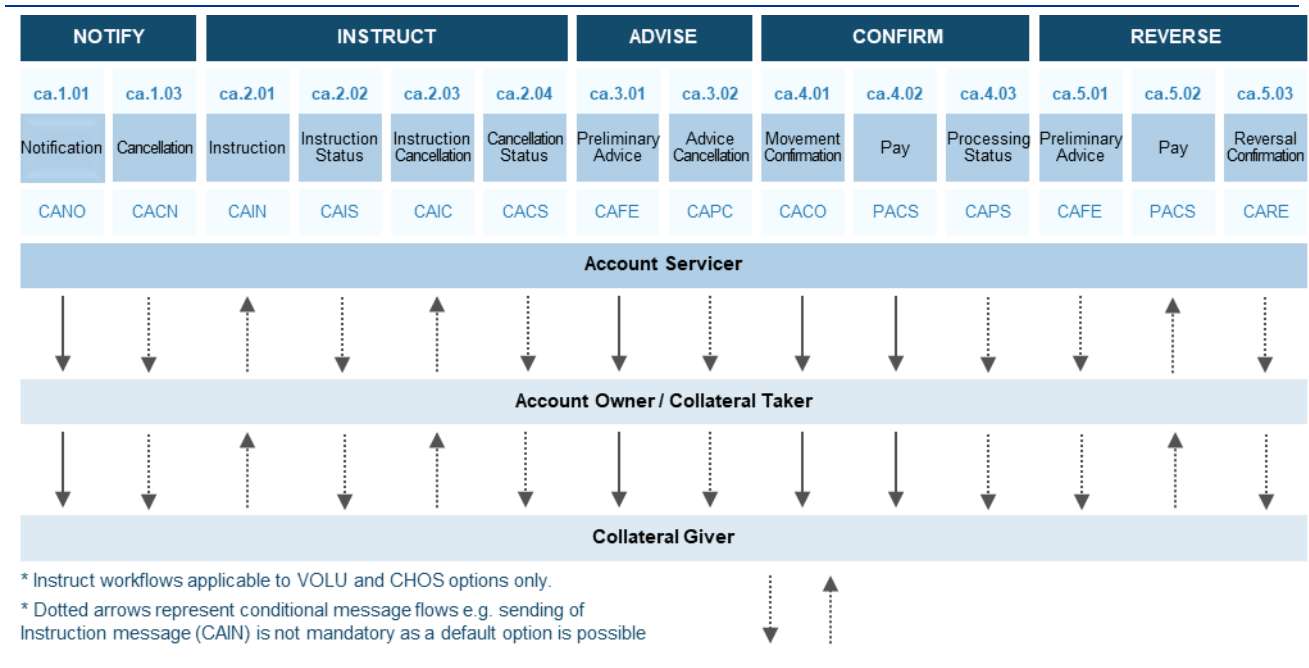 NOTIFY INSTRUCT ADVISE CONFIRM REVERSE
ca.1.01 ca.1.03 ca.2.01 ca.2.02 ca.2.03 ca.2.04 ca.3.01 ca.3.02 ca.4.01 ca.4.02 ca.4.03 ca.5.01 ca.5.02 ca.5.03
Notification Cancellation Instruction Instruction Status Instruction Cancellation Cancellation Status Preliminary Advice Advice Cancellation Movement Confirmation Pay Processing Status Preliminary Advice Pay Reversal Confirmation
CANO CACN CAIN CAIS CAIC CACS CAFE CAPC CACO PACS CAPS CAFE PACS CARE
Account Servicer
Account Owner / Collateral Taker
Collateral Giver
* Instruct workflows applicable to VOLU and CHOS options only.
* Dotted arrows represent conditional message flows e.g. sending of
Instruction message (CAIN) is not mandatory as a default option is possible